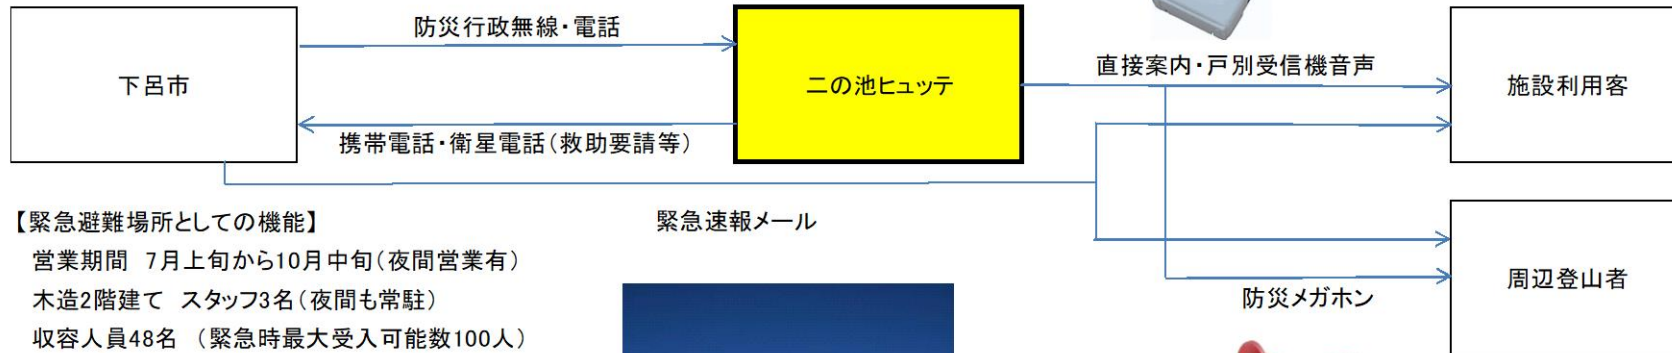 防災行政無線・電話
下呂市
二の池ヒュッテ
直接案内・戸別受信機音声
施設利用客
携帯電話・衛星電話(救助要請等)
【緊急避難場所としての機能】
緊急速報メール
営業期間 7月上旬から10月中旬(夜間営業有)
木造2階建て スタッフ3名(夜間も常駐)
防災メガホン
周辺登山者
収容人員48名 (緊急時最大受入可能数100人)